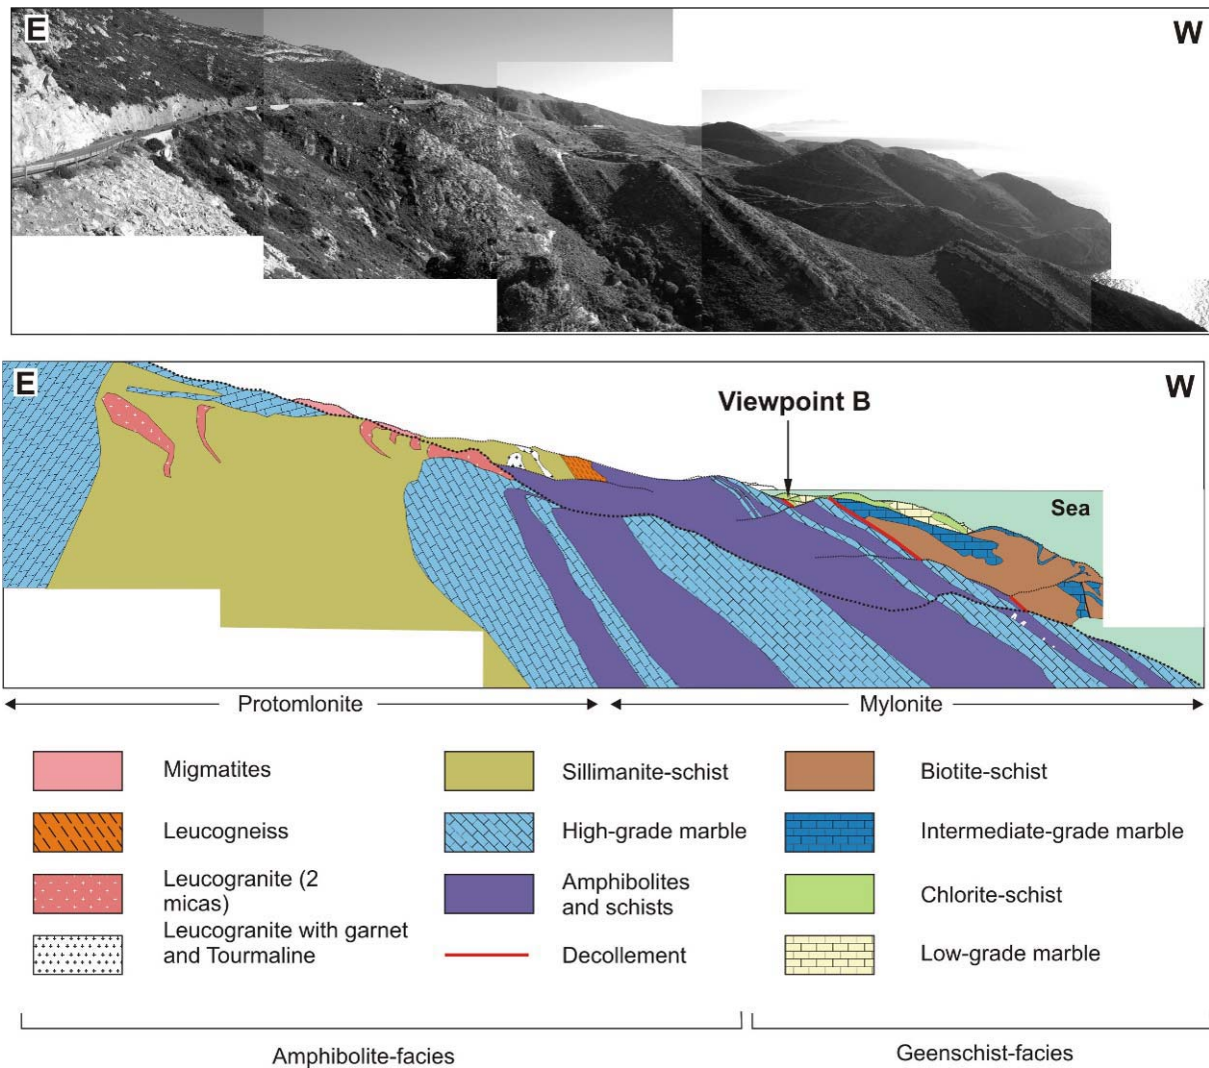 E
W
E
W
Viewpoint B
Sea
Protomlonite
Mylonite
Migmatites
Sillimanite-schist
Biotite-schist
Leucogneiss
High-grade marble
Intermediate-grade marble
Leucogranite (2
micas)
Amphibolites
and schists
Chlorite-schist
Leucogranite with garnet
and Tourmaline
Decollement
Low-grade marble
Amphibolite-facies
Geenschist-facies